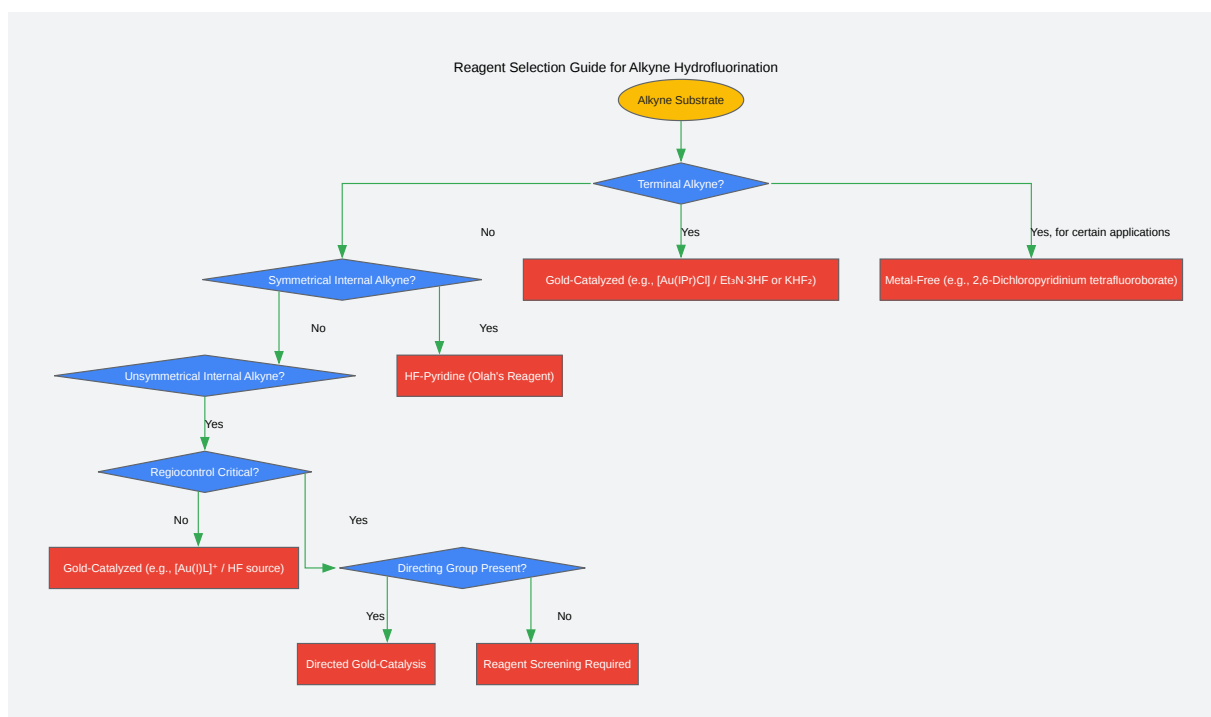 Reagent Selection Guide for Alkyne Hydrofluorination
Alkyne Substrate
Terminal Alkyne?
No
Yes
Yes, for certain applications
Symmetrical Internal Alkyne?
Gold-Catalyzed (e.g., [Au(IPr)Cl] / Et₃N·3HF or KHF₂)
Metal-Free (e.g., 2,6-Dichloropyridinium tetrafluoroborate)
No
Yes
Unsymmetrical Internal Alkyne?
HF-Pyridine (Olah's Reagent)
Yes
Regiocontrol Critical?
No
Yes
Gold-Catalyzed (e.g., [Au(I)L]⁺ / HF source)
Directing Group Present?
Yes
No
Directed Gold-Catalysis
Reagent Screening Required